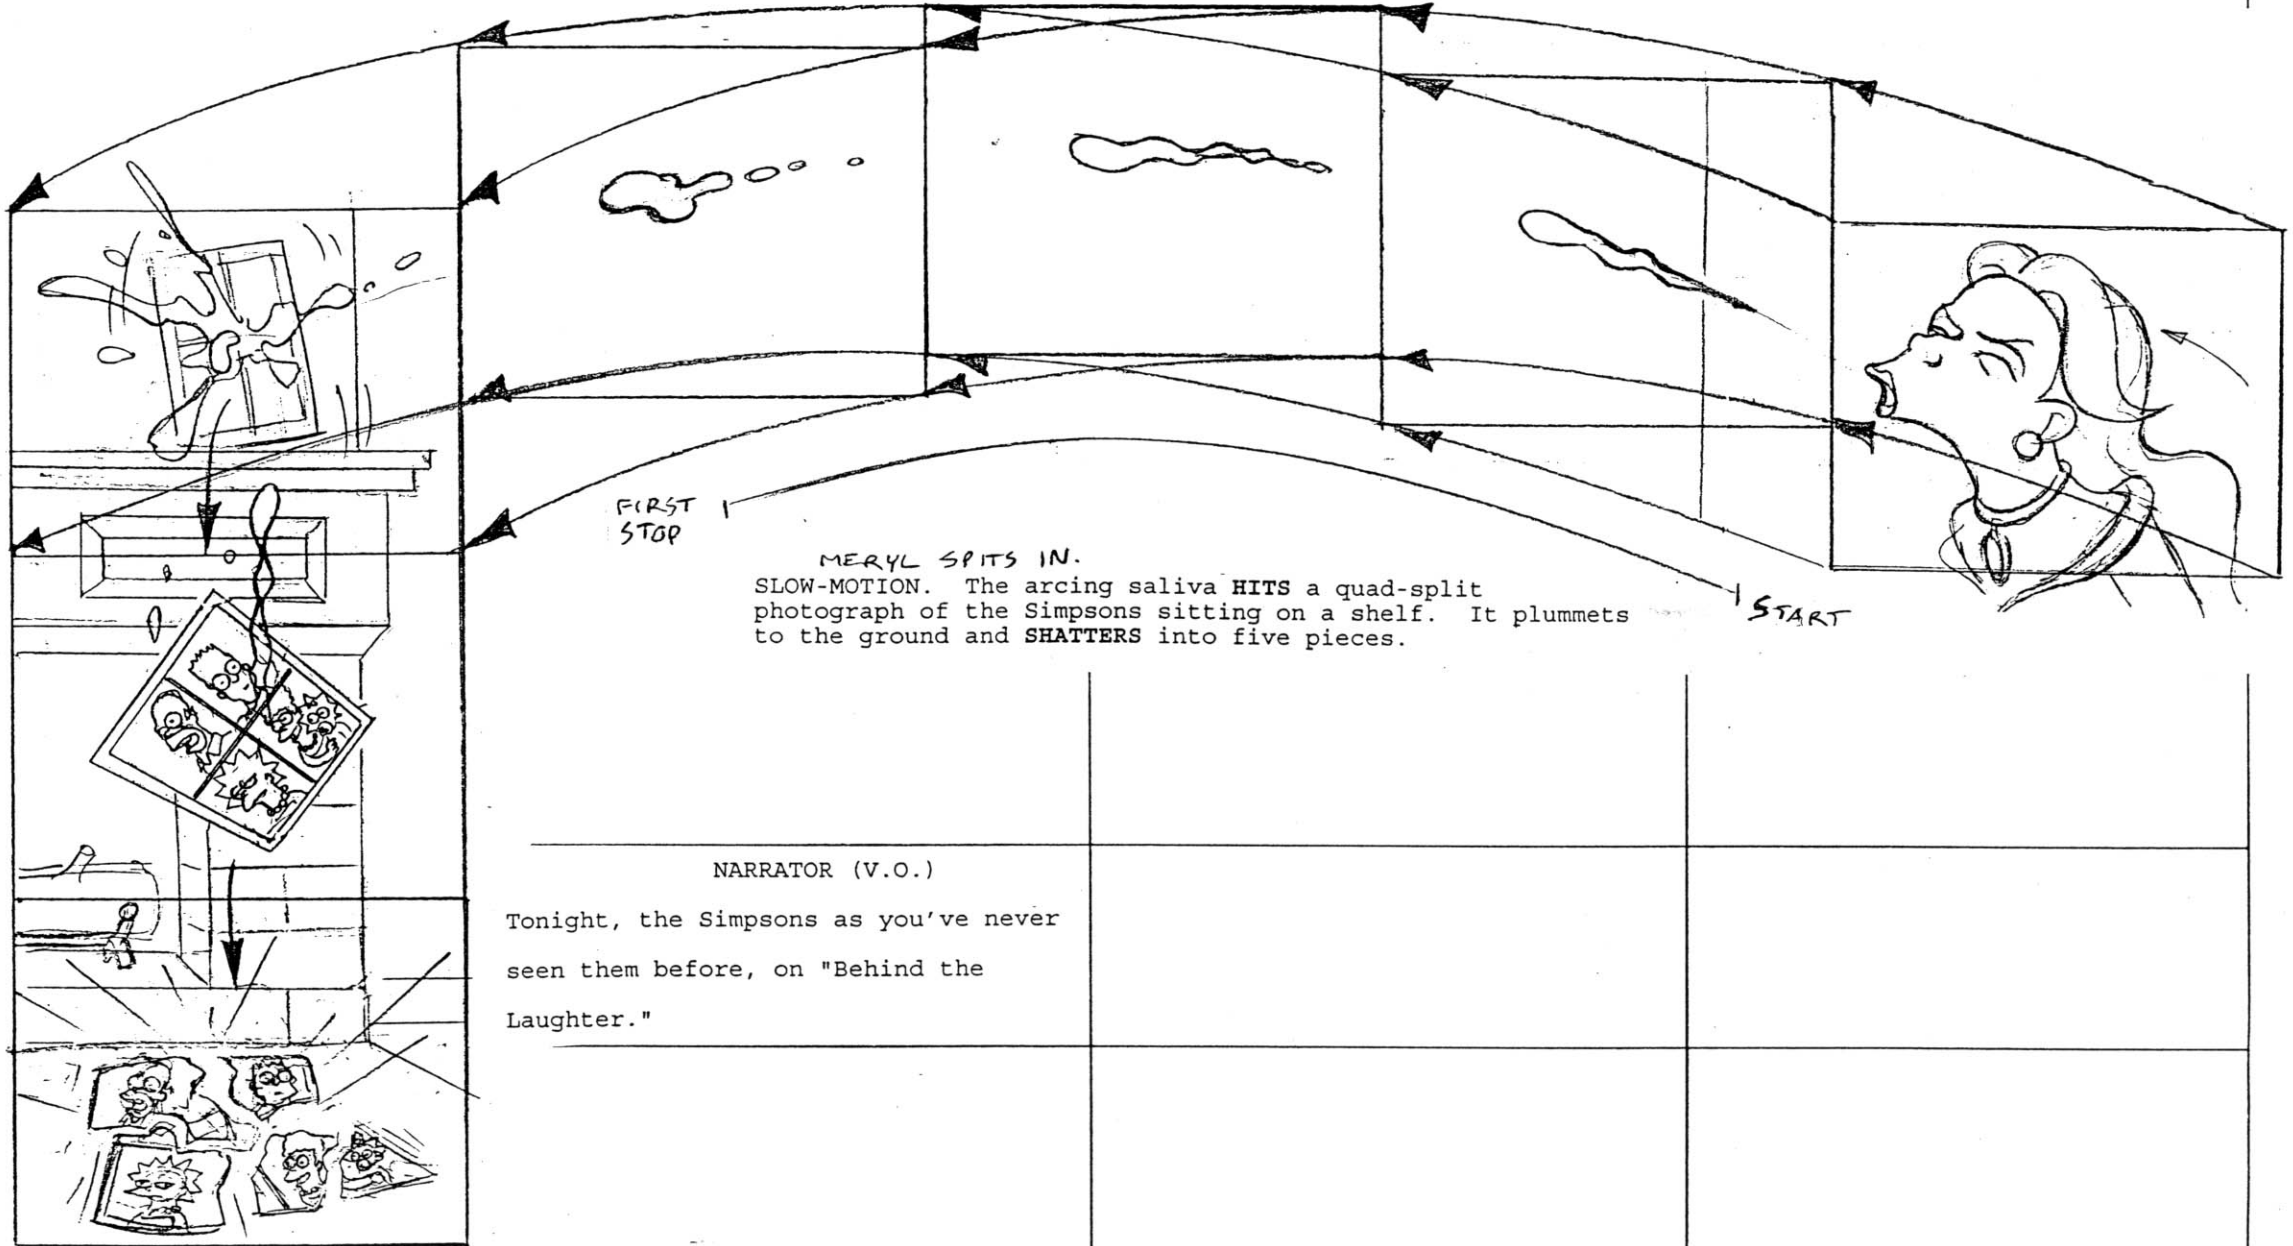 FIRST
STOP
MERYL SPITS IN.
SLOW-MOTION. The arcing saliva HITS a quad-split
photograph of the Simpsons sitting on a shelf. It plummets
to the ground and SHATTERS into five pieces.
START
NARRATOR (V.O.)
Tonight, the Simpsons as you've never
seen them before, on "Behind the
Laughter."